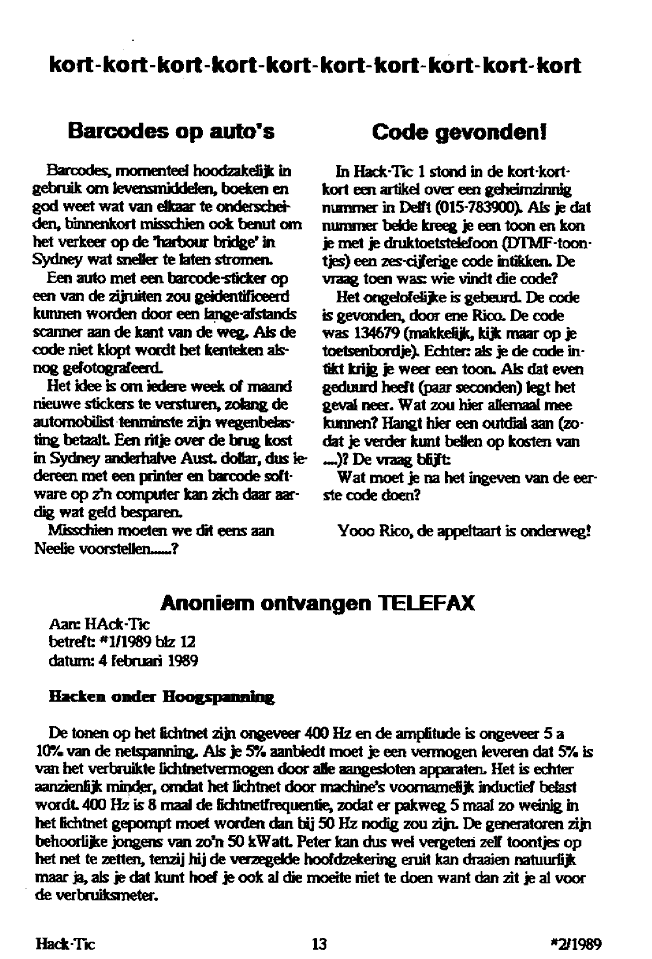 kort-kort-kort-kort-kort-kort-kort-kort-kort-kort
Barcodes op auto's
Barcodes, momenteel hoodzakelijk in
gebruik om levensmiddelen, boeken en
god weet wat van elkaar te onderschei-
den, binnenkort misschien ook benut om
het verkeer op de 'harbour bridge' in
Sydney wat sneller te laten stromen.
Een auto met een barcode-sticker op
een van de zijruiten zou geidentificeerd
kunnen worden door een lange-afstands
scanner aan de kant van de weg. Als de
code niet klopt wordt het kenteken als-
nog gefotografeerd.
Het idee is om iedere week of maand
nieuwe stickers te versturen, zolang de
automobilist tenminste zijn wegenbelas-
ting betaalt. Een ritje over de brug kost
in Sydney anderhalve Aust. dollar, dus ie-
dereen met een printer en barcode soft-
ware op z'n computer kan zich daar aar-
dig wat geld besparen.
Misschien moeten we dit eens aan
Neelie voorstellen......?
Code gevonden!
In Hack-Tic 1 stond in de kort-kort-
kort een artikel over een geheimzinnig
nummer in Delft (015-783900). Als je dat
nummer belde kreeg je een toon en kon
je met je druktoetstelefoon (DTMF-toon-
tjes) een zes-cijferige code intikken. De
vraag toen was: wie vindt die code?
Het ongelofelijke is gebeurd. De code
is gevonden, door ene Rico. De code
was 134679 (makkelijk, kijk maar op je
toetsenbordje). Echter: als je de code in-
tikt krijg je weer een toon. Als dat even
geduurd heeft (paar seconden) legt het
geval neer. Wat zou hier allemaal mee
kunnen? Hangt hier een outdial aan (zo-
dat je verder kunt bellen op kosten van
....)? De vraag blijft:
Wat moet je na het ingeven van de eer-
ste code doen?
Yooo Rico, de appeltaart is onderweg!
Anoniem ontvangen TELEFAX
Aan: HAck-Tic
betreft: #1/1989 blz 12
datum: 4 februari 1989
Hacken onder Hoogspanning
De tonen op het lichtnet zijn ongeveer 400 Hz en de amplitude is ongeveer 5 a
10% van de netspanning. Als je 5% aanbiedt moet je een vermogen leveren dat 5% is
van het verbruikte lichtnetvermogen door alle aangesloten apparaten. Het is echter
aanzienlijk minder, omdat het lichtnet door machine's voornamelijk inductief belast
wordt. 400 Hz is 8 maal de lichtnetfrequentie, zodat er pakweg 5 maal zo weinig in
het lichtnet gepompt moet worden dan bij 50 Hz nodig zou zijn. De generatoren zijn
behoorlijke jongens van zo'n 50 kWatt. Peter kan dus wel vergeten zelf toontjes op
het net te zetten, tenzij hij de verzegelde hoofdzekering eruit kan draaien natuurlijk
maar ja, als je dat kunt hoef je ook al die moeite niet te doen want dan zit je al voor
de verbruiksmeter.
Hack-Tic 13 #2/1989